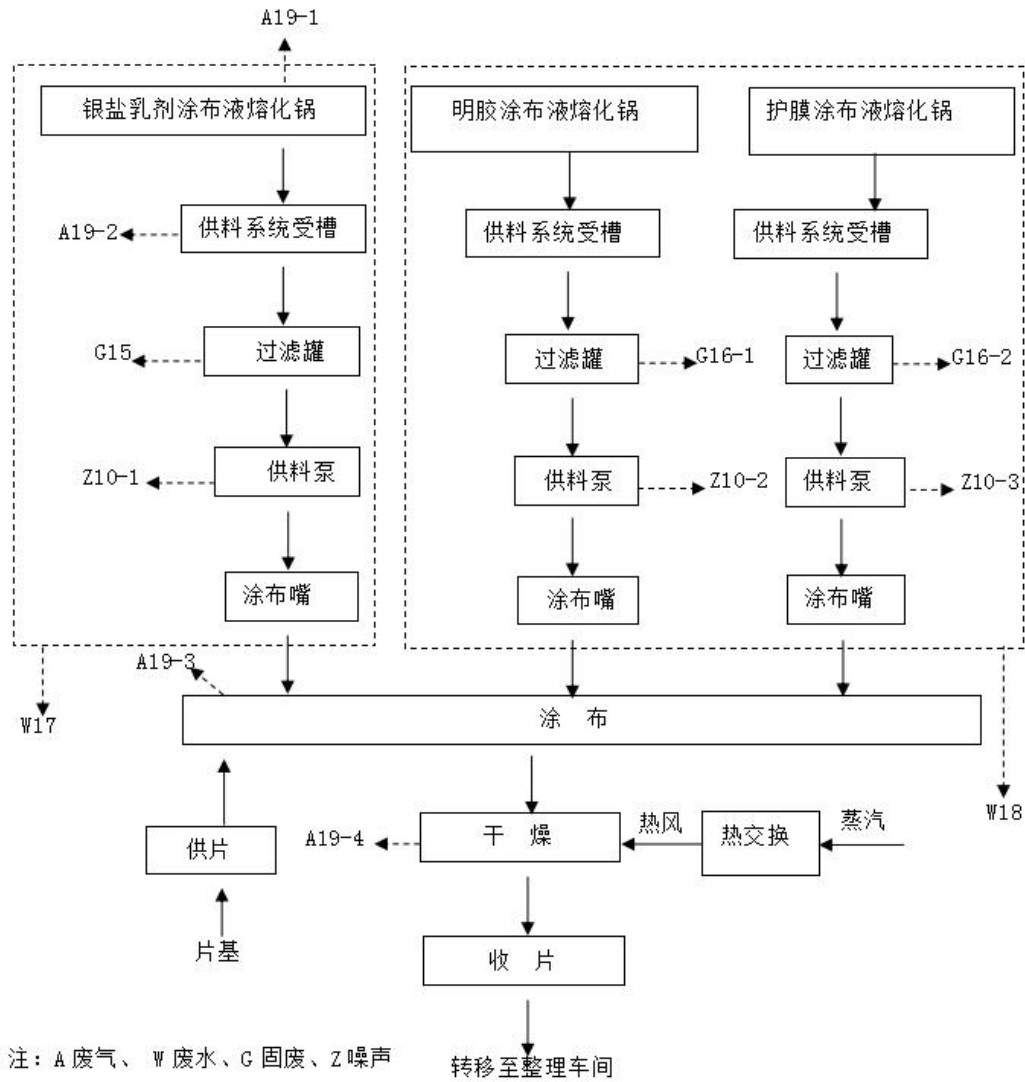 A19-1
银盐乳剂涂布液熔化锅
明胶涂布液熔化锅
护膜涂布液熔化锅
A19-2
供料系统受槽
供料系统受槽
供料系统受槽
G15
过滤罐
过滤罐
G16-1
过滤罐
G16-2
Z10-1
供料泵
供料泵
Z10-2
供料泵
Z10-3
涂布嘴
涂布嘴
涂布嘴
A19-3
W17
涂 布
W18
供片
A19-4
干 燥
热风
热交换
蒸汽
片基
收 片
注：A 废气、 W 废水、G 固废、Z 噪声
转移至整理车间